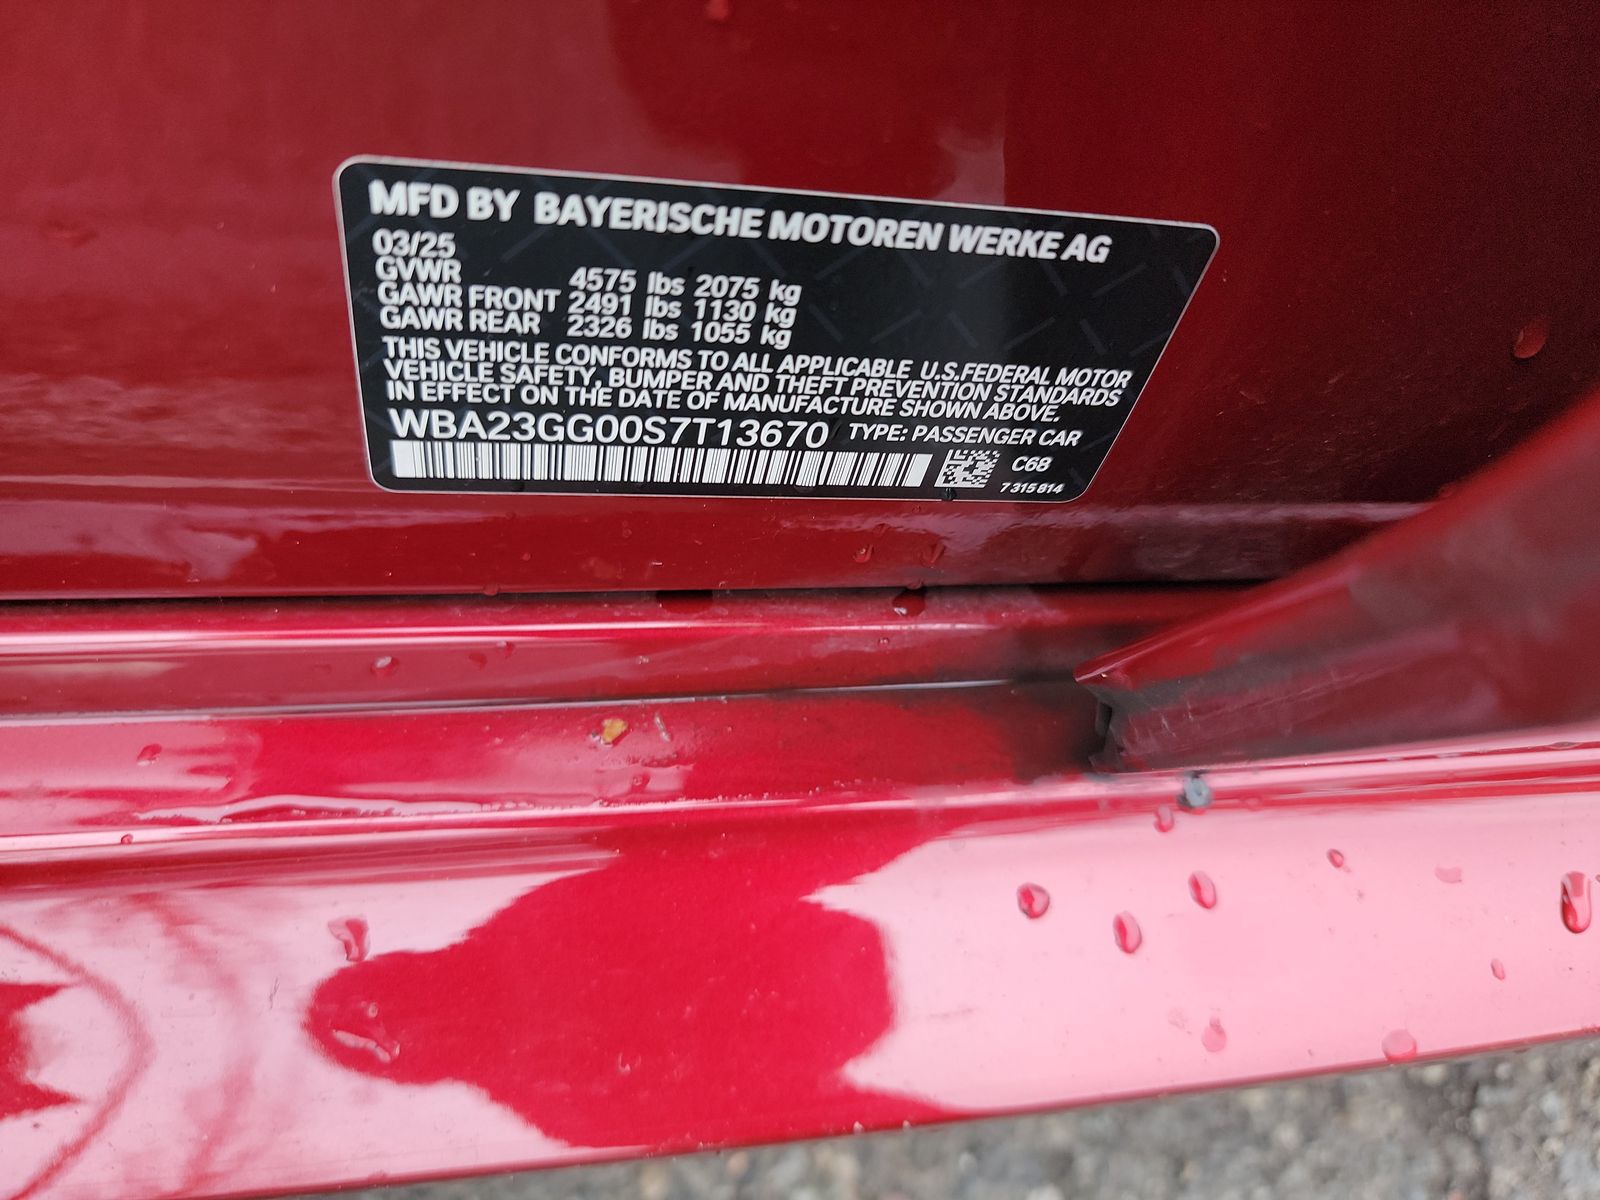 MFD BY BAYERISCHE MOTOREN WERKE AG
03/25
GVWR 4575 lbs 2075 kg
GAWR FRONT 2491 lbs 1130 kg
GAWR REAR 2326 lbs 1055 kg
THIS VEHICLE CONFORMS TO ALL APPLICABLE U.S.FEDERAL MOTOR
VEHICLE SAFETY, BUMPER AND THEFT PREVENTION STANDARDS
IN EFFECT ON THE DATE OF MANUFACTURE SHOWN ABOVE.
WBA23GG00S7T13670 TYPE: PASSENGER CAR
C68
7 315 814